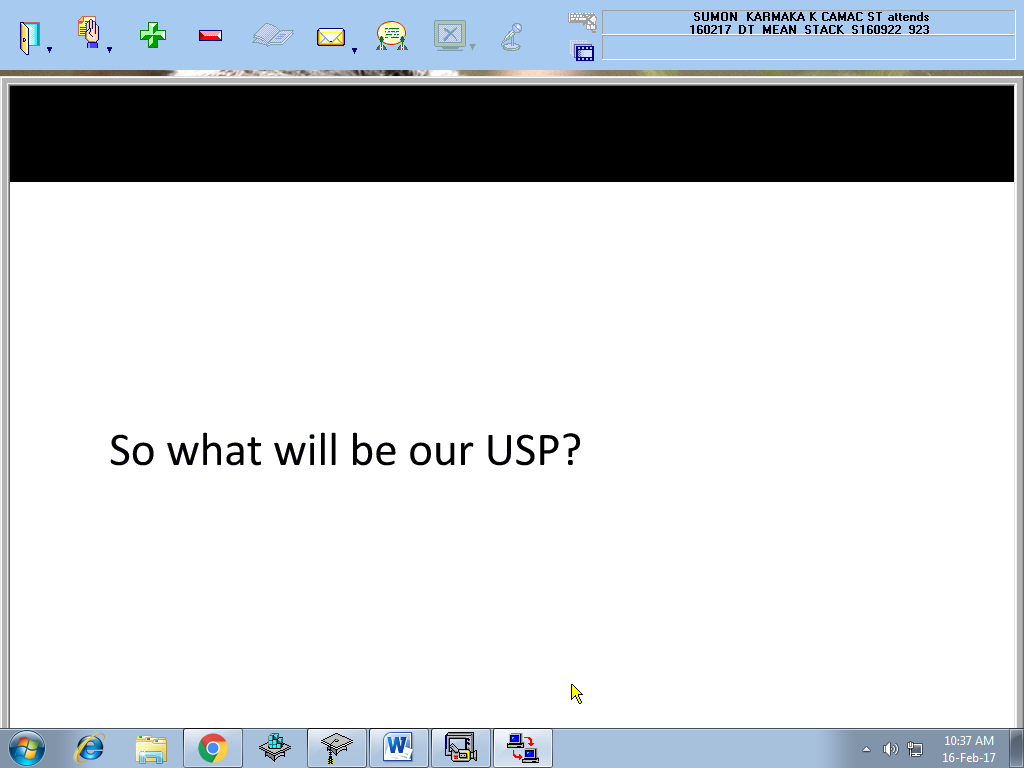 SUMON KARMAKA K CAMAC ST attends
160217 DT MEAN STACK S160922 923
So what will be our USP?
10:37 AM
16-Feb-17